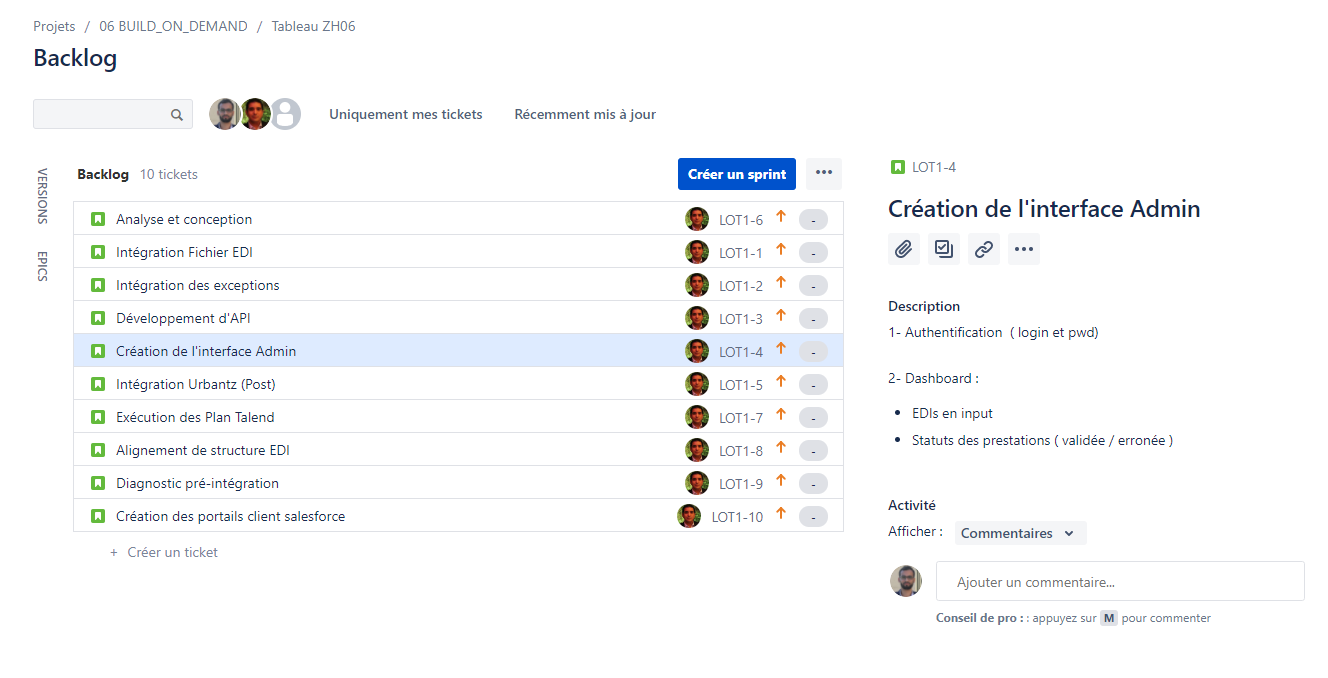 Projets / 06 BUILD_ON_DEMAND / Tableau ZH06
Backlog
Uniquement mes tickets
Récemment mis à jour
VERSIONS
EPICS
Backlog 10 tickets
Créer un sprint
Analyse et conception LOT1-6 -
Intégration Fichier EDI LOT1-1 -
Intégration des exceptions LOT1-2 -
Développement d'API LOT1-3 -
Création de l'interface Admin LOT1-4 -
Intégration Urbantz (Post) LOT1-5 -
Exécution des Plan Talend LOT1-7 -
Alignement de structure EDI LOT1-8 -
Diagnostic pré-intégration LOT1-9 -
Création des portails client salesforce LOT1-10 -
+ Créer un ticket
LOT1-4
Création de l'interface Admin
Description
1- Authentification ( login et pwd)
2- Dashboard :
• EDIs en input
• Statuts des prestations ( validée / erronée )
Activité
Afficher : Commentaires
Ajouter un commentaire...
Conseil de pro : : appuyez sur M pour commenter